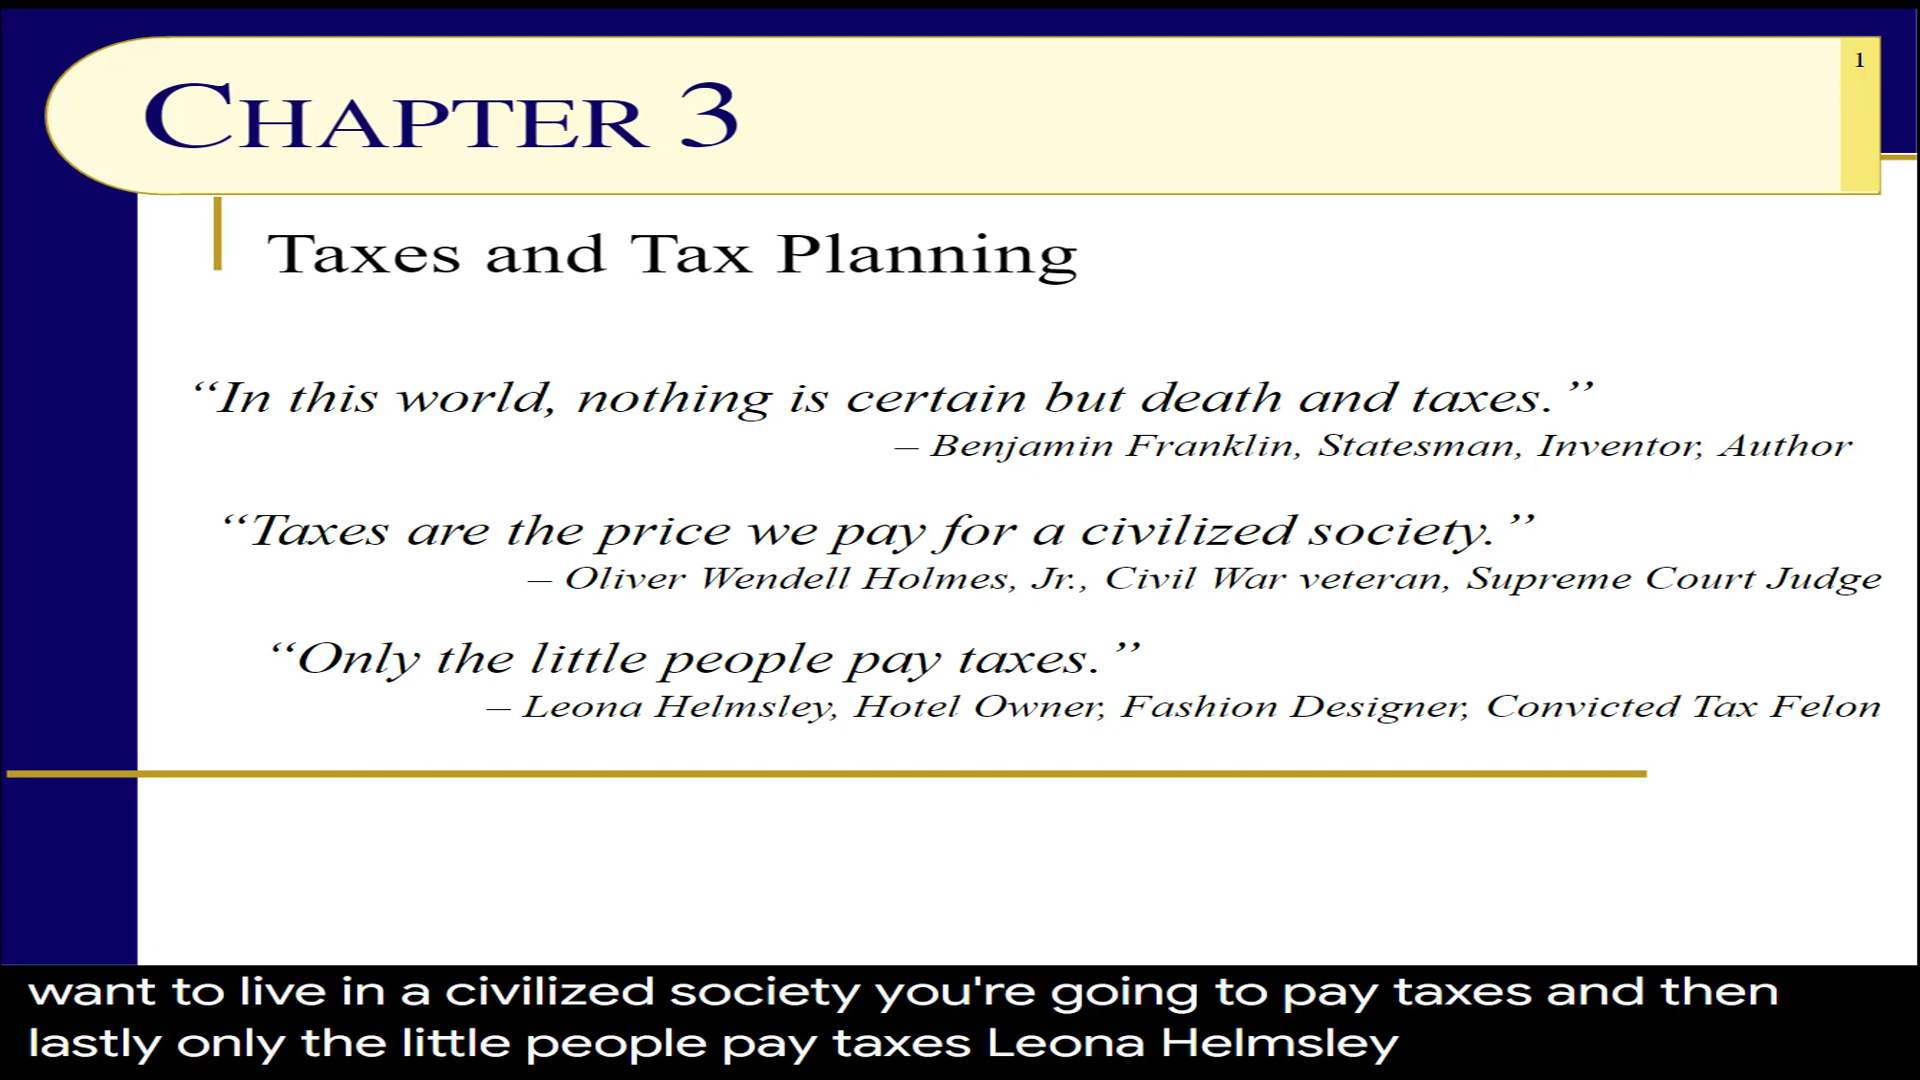 CHAPTER 3
1
Taxes and Tax Planning
“In this world, nothing is certain but death and taxes.”
– Benjamin Franklin, Statesman, Inventor, Author
“Taxes are the price we pay for a civilized society.”
– Oliver Wendell Holmes, Jr., Civil War veteran, Supreme Court Judge
“Only the little people pay taxes.”
– Leona Helmsley, Hotel Owner, Fashion Designer, Convicted Tax Felon
want to live in a civilized society you're going to pay taxes and then
lastly only the little people pay taxes Leona Helmsley